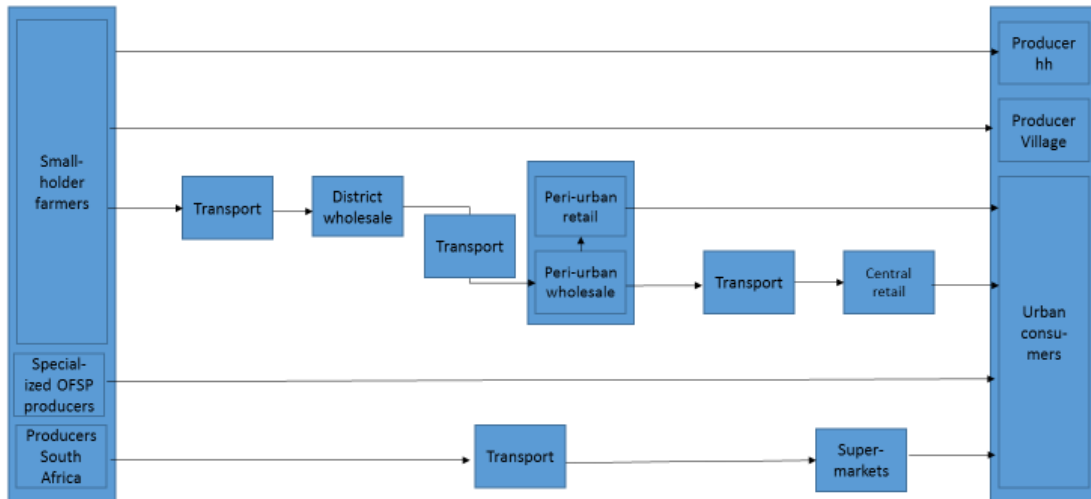 Producer
hh
Producer
Village
Small-
holder
farmers
Transport
District
wholesale
Transport
Peri-urban
retail
Peri-urban
wholesale
Transport
Central
retail
Urban
consu-
mers
Special-
ized OFSP
producers
Producers
South
Africa
Transport
Super-
markets